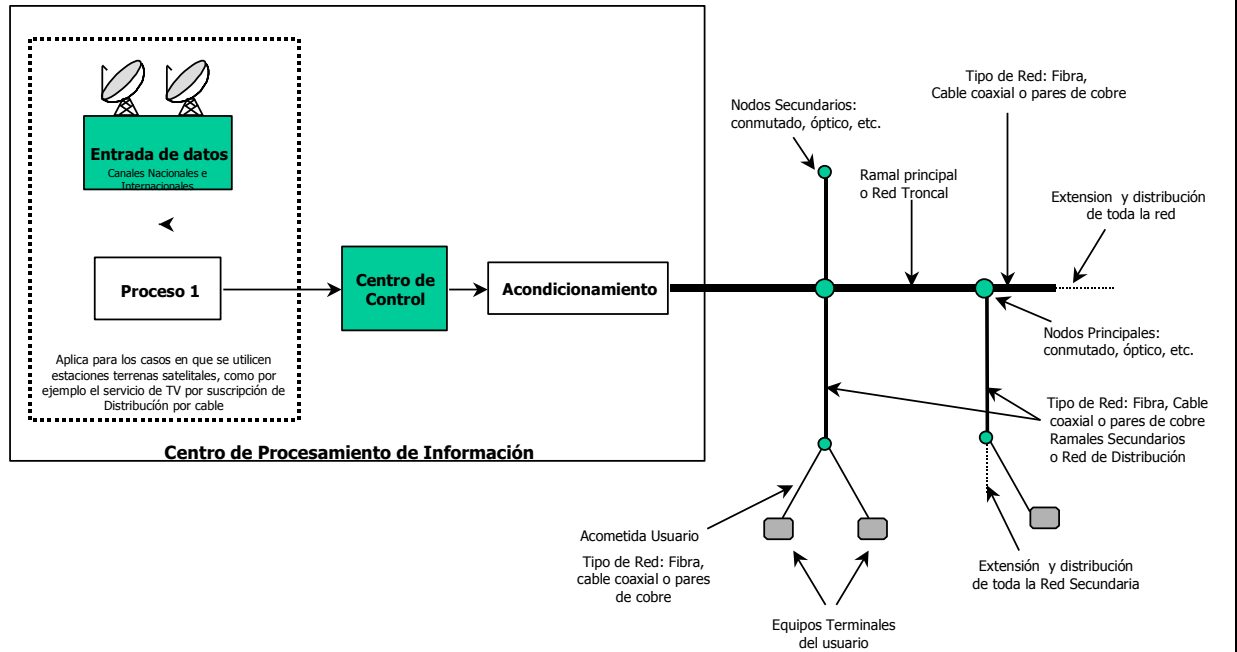 Entrada de datos
Canales Nacionales e
Internacionales
Proceso 1
Aplica para los casos en que se utilicen
estaciones terrenas satelitales, como por
ejemplo el servicio de TV por suscripción de
Distribución por cable
Centro de
Control
Acondicionamiento
Centro de Procesamiento de Información
Nodos Secundarios:
conmutado, óptico, etc.
Tipo de Red: Fibra,
Cable coaxial o pares de cobre
Ramal principal
o Red Troncal
Extension y distribución
de toda la red
Nodos Principales:
conmutado, óptico, etc.
Tipo de Red: Fibra, Cable
coaxial o pares de cobre
Ramales Secundarios
o Red de Distribución
Acometida Usuario
Tipo de Red: Fibra,
cable coaxial o pares
de cobre
Extensión y distribución
de toda la Red Secundaria
Equipos Terminales
del usuario